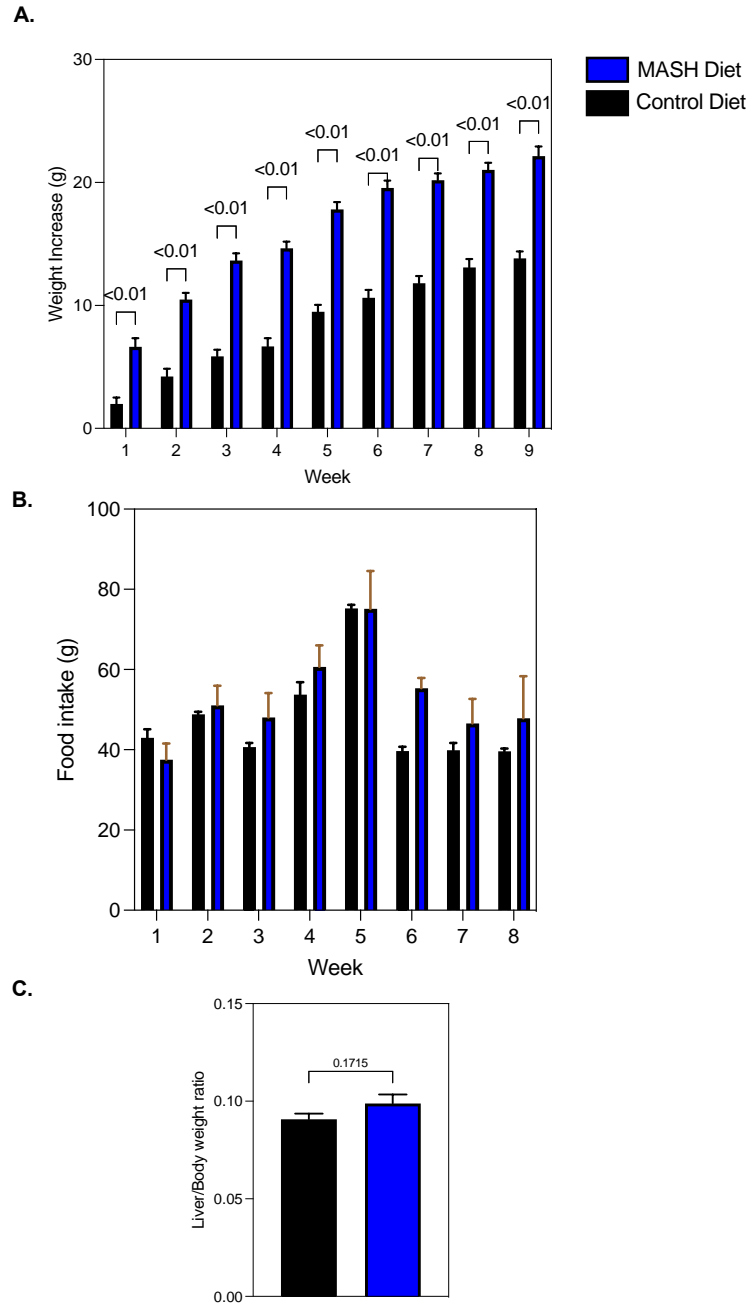 A.
MASH Diet
Control Diet
30
20
10
0
Weight Increase (g)
<0.01
<0.01
<0.01
<0.01
<0.01
<0.01
<0.01
<0.01
<0.01
1 2 3 4 5 6 7 8 9
Week
B.
100
80
60
40
20
0
Food intake (g)
1 2 3 4 5 6 7 8
Week
C.
0.15
0.10
0.05
0.00
Liver/Body weight ratio
0.1715